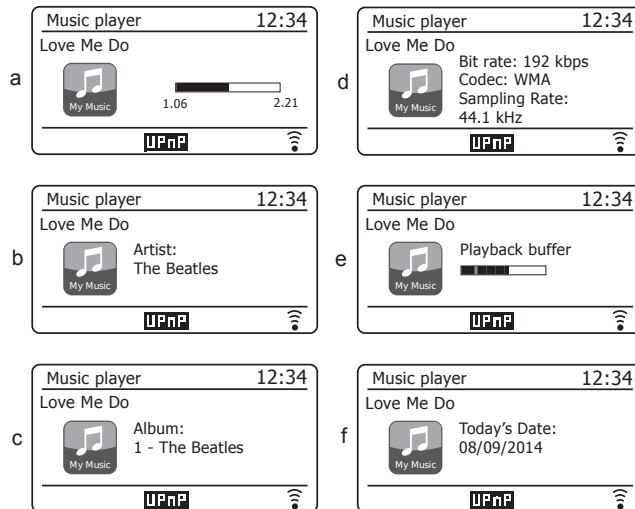 Music player 12:34
Love Me Do
a
My Music
1.06 2.21
UPnP
Music player 12:34
Love Me Do
b
Artist:
The Beatles
My Music
UPnP
Music player 12:34
Love Me Do
c
Album:
1 - The Beatles
My Music
UPnP
Music player 12:34
Love Me Do
d
Bit rate: 192 kbps
Codec: WMA
Sampling Rate:
44.1 kHz
My Music
UPnP
Music player 12:34
Love Me Do
e
Playback buffer
My Music
UPnP
Music player 12:34
Love Me Do
f
Today's Date:
08/09/2014
My Music
UPnP